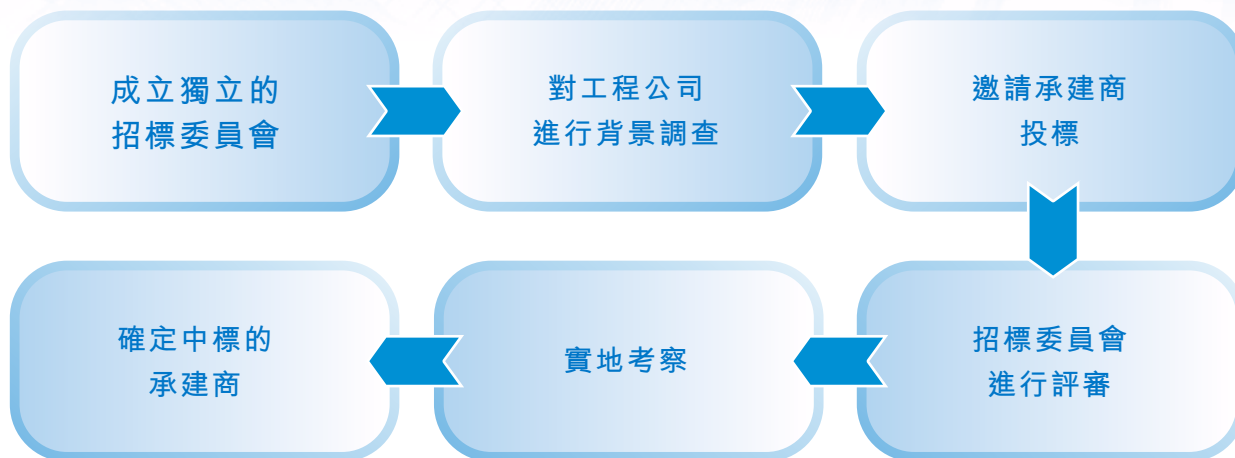 成立獨立的
招標委員會
對工程公司
進行背景調查
邀請承建商
投標
招標委員會
進行評審
實地考察
確定中標的
承建商